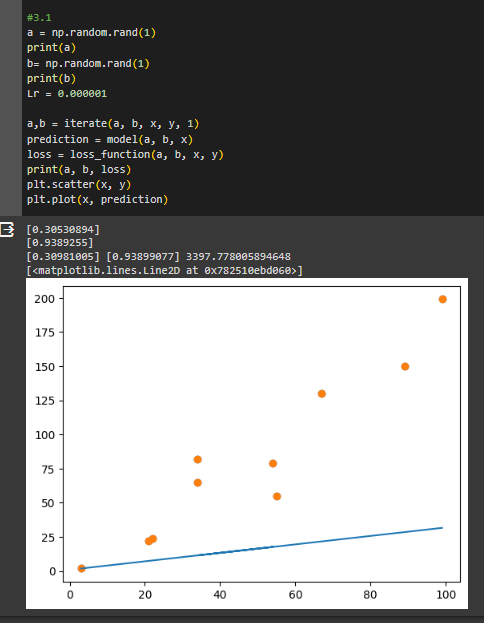 #3.1
a = np.random.rand(1)
print(a)
b= np.random.rand(1)
print(b)
Lr = 0.000001
a,b = iterate(a, b, x, y, 1)
prediction = model(a, b, x)
loss = loss_function(a, b, x, y)
print(a, b, loss)
plt.scatter(x, y)
plt.plot(x, prediction)
[0.30530894]
[0.9389255]
[0.30981005] [0.93899077] 3397.778005894648
[<matplotlib.lines.Line2D at 0x782510ebd060>]
200
175
150
125
100
75
50
25
0
0 20 40 60 80 100